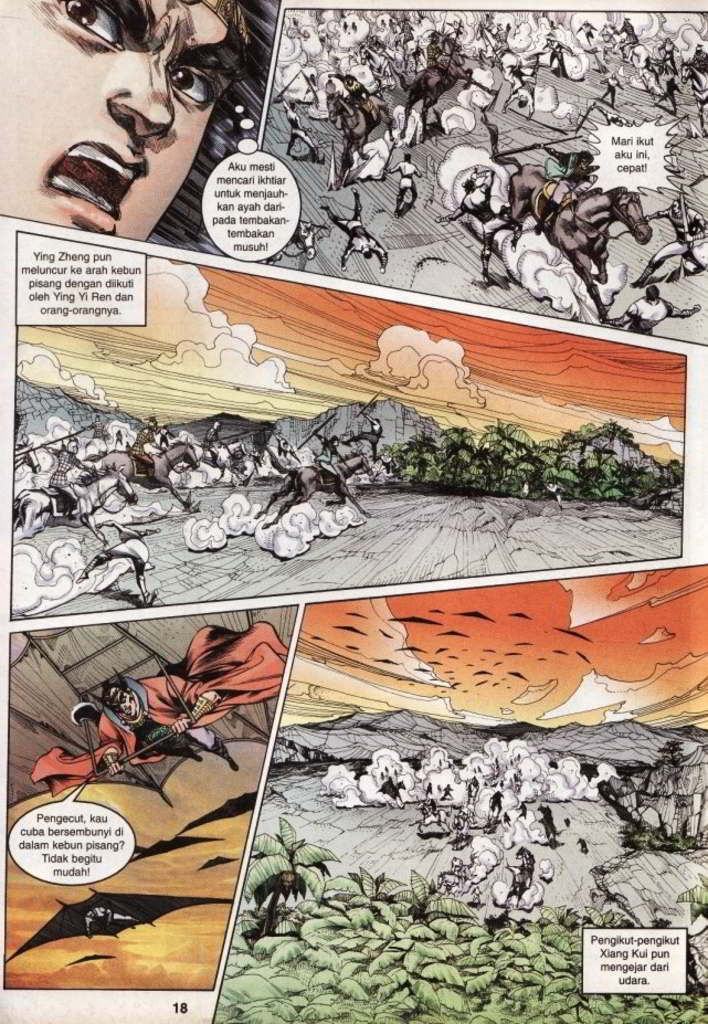 Aku mesti
mencari ikhtiar
untuk menjauh-
kan ayah dari-
pada tembakan-
tembakan
musuh!
Mari ikut
aku ini,
cepat!
Ying Zheng pun
meluncur ke arah kebun
pisang dengan diikuti
oleh Ying Yi Ren dan
orang-orangnya.
Pengecut, kau
cuba bersembunyi di
dalam kebun pisang?
Tidak begitu
mudah!
Pengikut-pengikut
Xiang Kui pun
mengejar dari
udara.
18